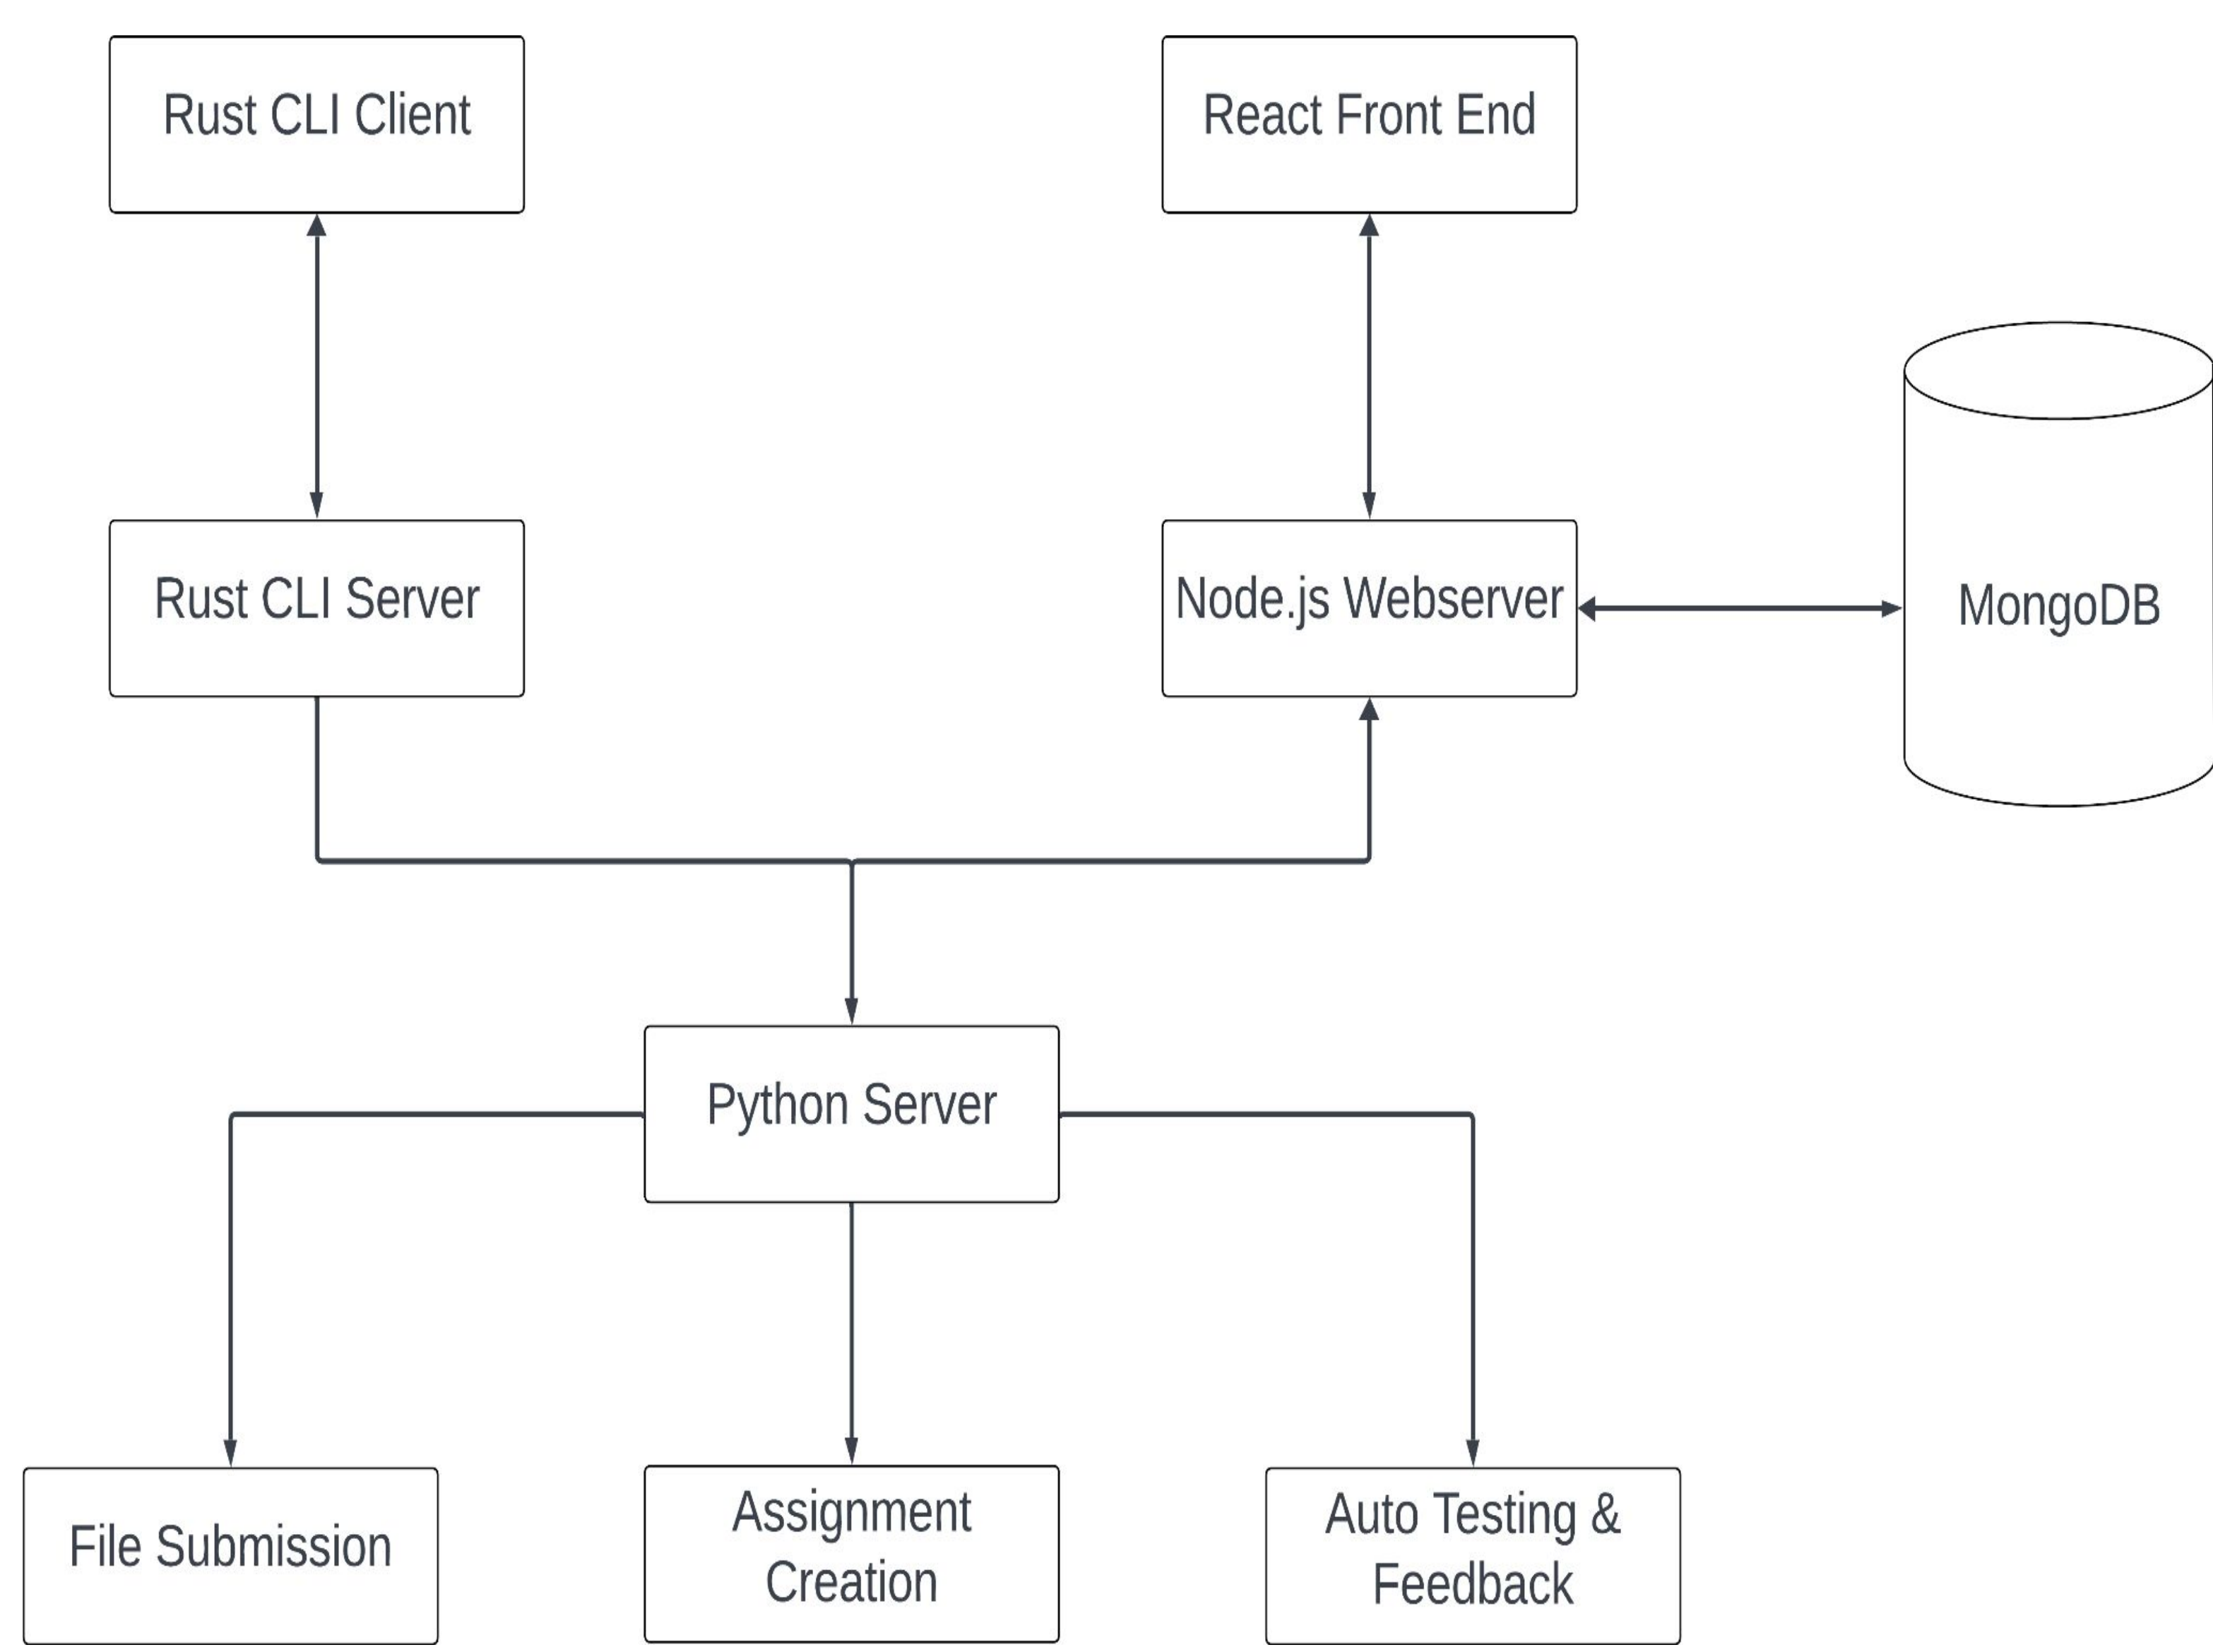 Rust CLI Client
React Front End
Rust CLI Server
Node.js Webserver
MongoDB
Python Server
File Submission
Assignment
Creation
Auto Testing &
Feedback